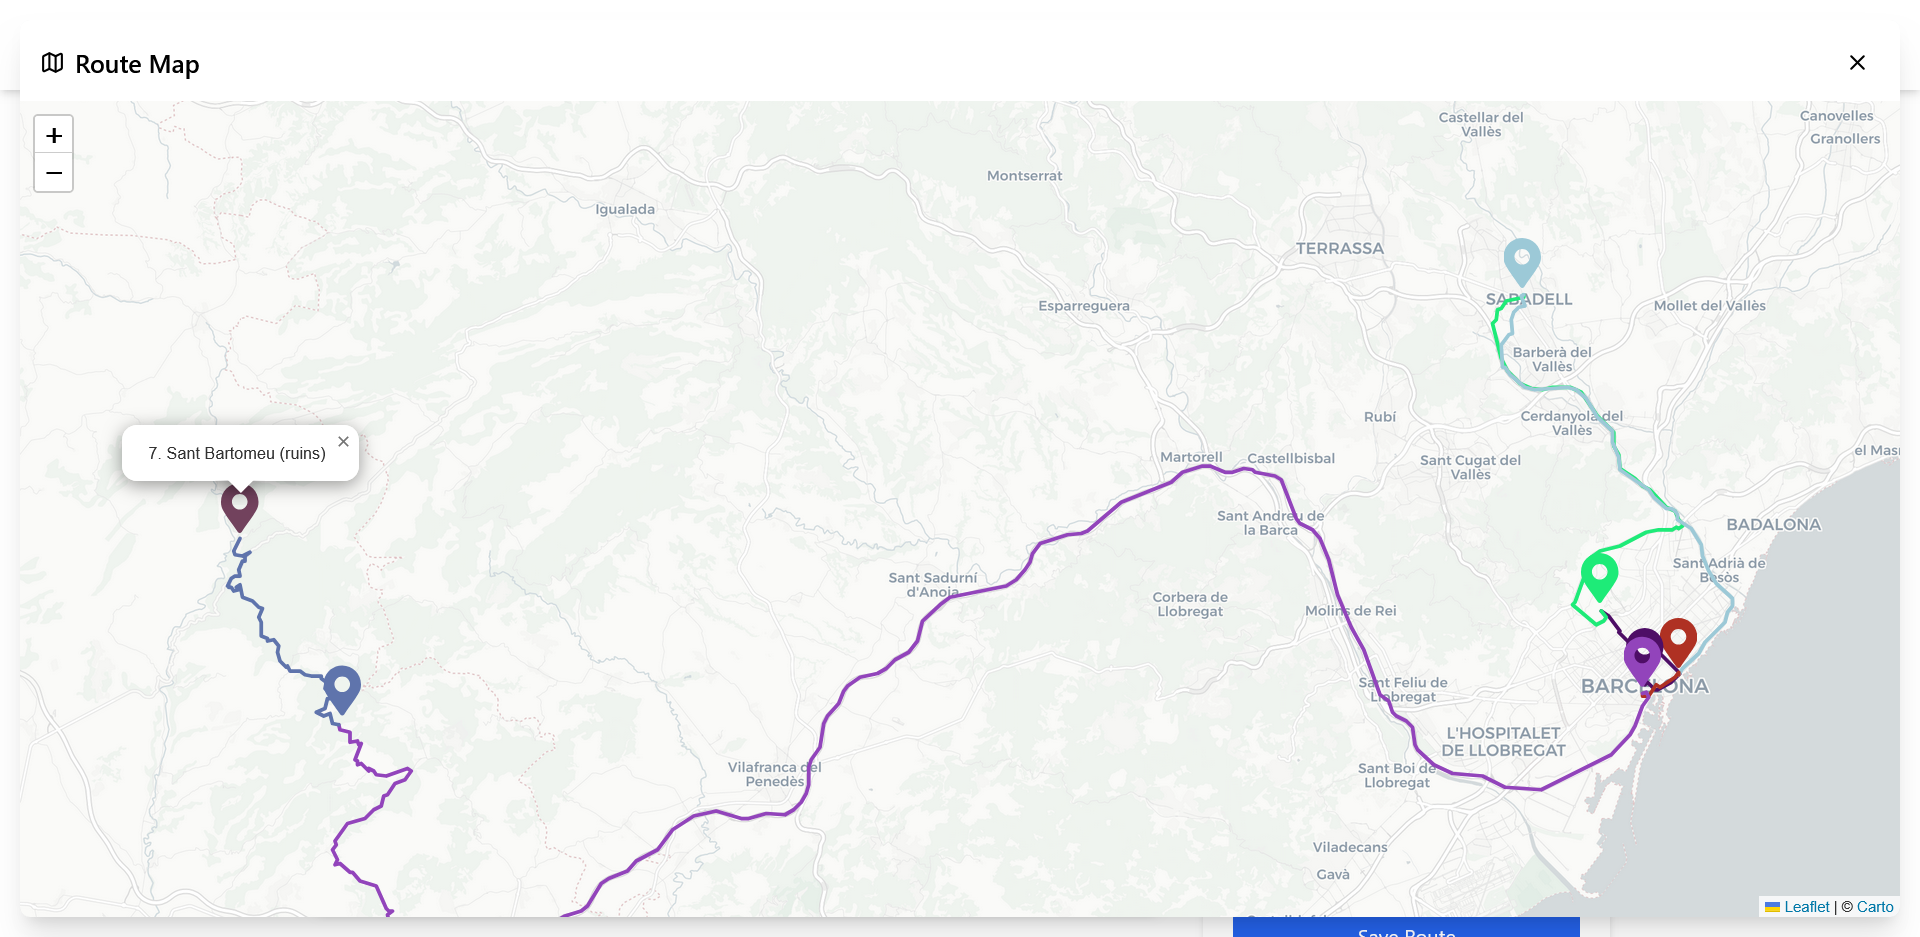 Route Map
+
−
Castellar del
Vallès
Canovelles
Granollers
Montserrat
Igualada
TERRASSA
SABADELL
Esparreguera
Mollet del Vallès
Barberà del
Vallès
Rubí
Cerdanyola del
Vallès
7. Sant Bartomeu (ruins)
×
Martorell
Castellbisbal
Sant Cugat del
Vallès
el Mas
Sant Andreu de
la Barca
BADALONA
Sant Sadurní
d'Anoia
Sant Adrià de
Besòs
Corbera de
Llobregat
Molins de Rei
Sant Feliu de
Llobregat
BARCELONA
L'HOSPITALET
DE LLOBREGAT
Vilafranca del
Penedès
Sant Boi de
Llobregat
Viladecans
Gavà
Leaflet | © Carto
Save Route